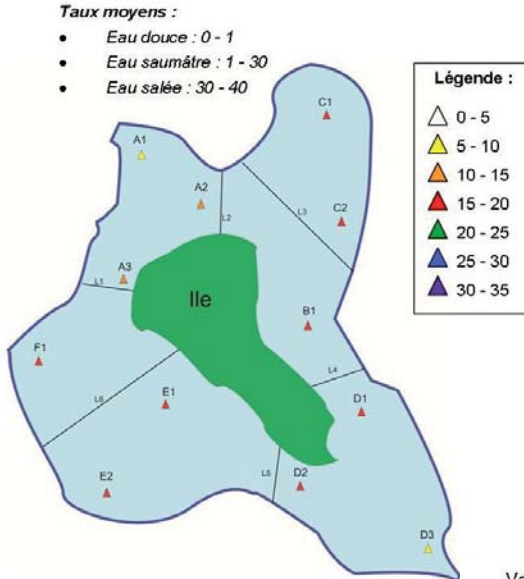 Taux moyens :
• Eau douce : 0 - 1
• Eau saumâtre : 1 - 30
• Eau salée : 30 - 40
Légende :
0 - 5
5 - 10
10 - 15
15 - 20
20 - 25
25 - 30
30 - 35
C1
A1
A2
L2
L3
C2
A3
L1
Ile
B1
F1
L4
E1
L6
D1
L5
D2
E2
D3